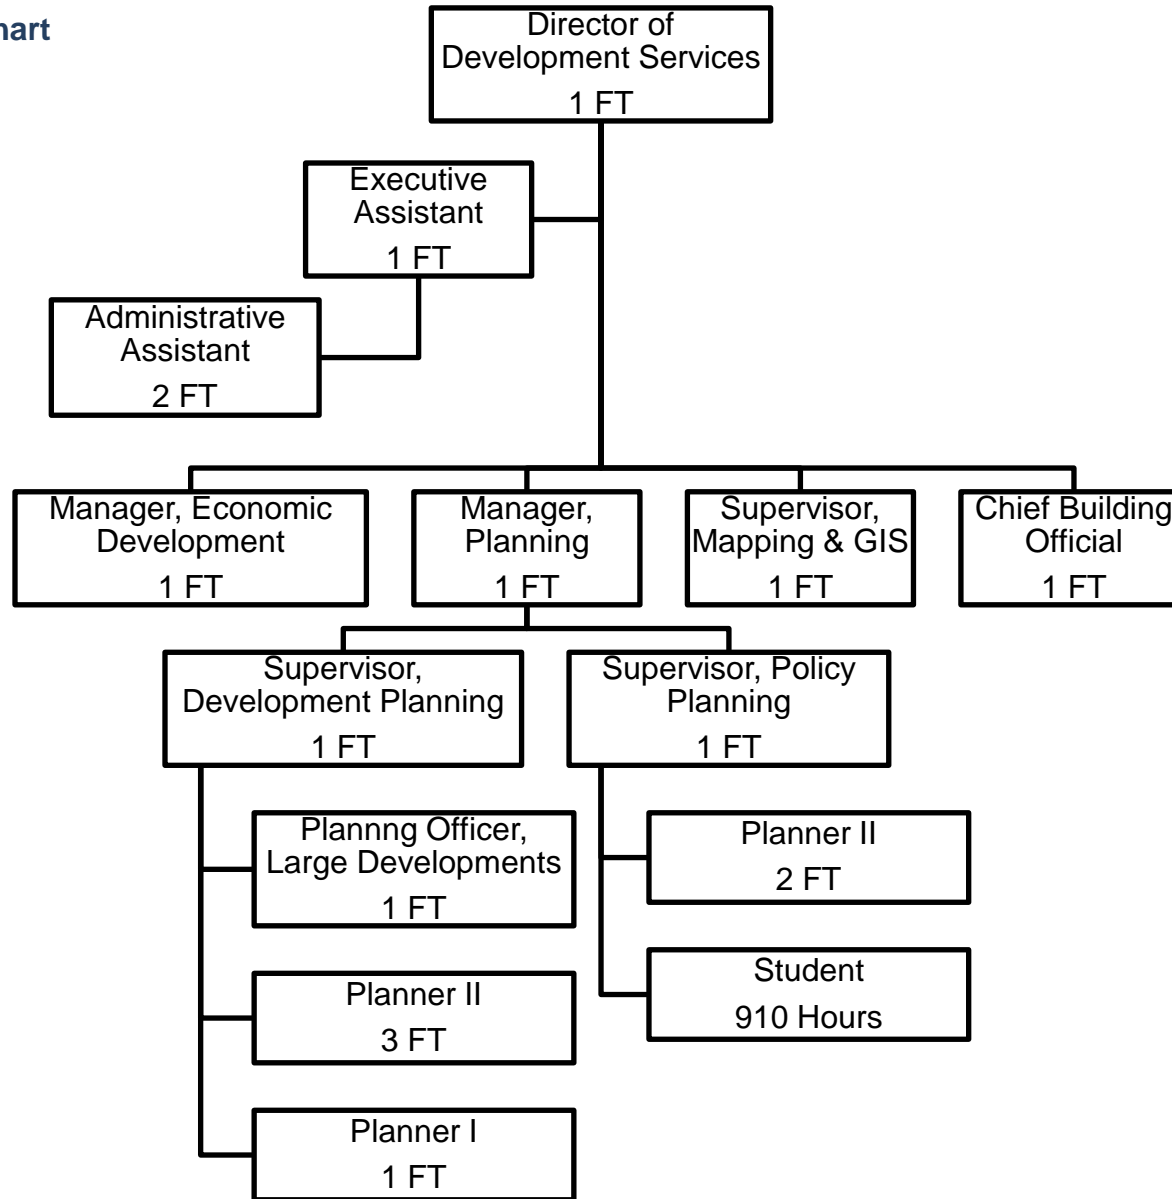 hart
Director of
Development Services
1 FT
Executive
Assistant
1 FT
Administrative
Assistant
2 FT
Manager, Economic
Development
1 FT
Manager,
Planning
1 FT
Supervisor,
Mapping & GIS
1 FT
Chief Building
Official
1 FT
Supervisor,
Development Planning
1 FT
Supervisor, Policy
Planning
1 FT
Plannng Officer,
Large Developments
1 FT
Planner II
3 FT
Planner I
1 FT
Planner II
2 FT
Student
910 Hours